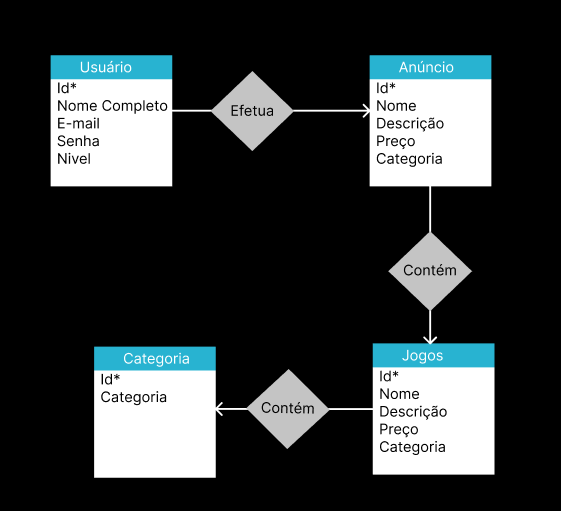 Usuário
Id*
Nome Completo
E-mail
Senha
Nivel
Efetua
Anúncio
Id*
Nome
Descrição
Preço
Categoria
Contém
Jogos
Id*
Nome
Descrição
Preço
Categoria
Contém
Categoria
Id*
Categoria